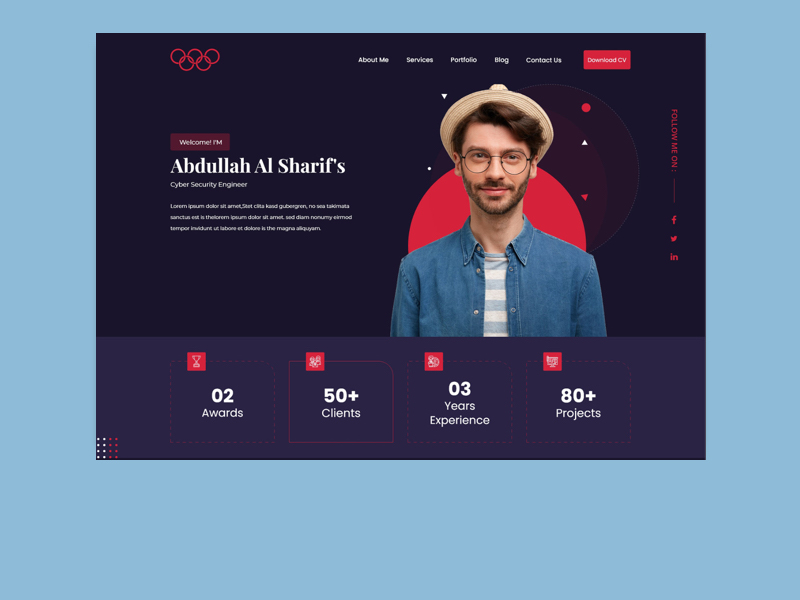 About Me
Services
Portfolio
Blog
Contact Us
Download CV
FOLLOW ME ON :
Welcome! I'M
Abdullah Al Sharif's
Cyber Security Engineer
Lorem ipsum dolor sit amet,Stet clita kasd gubergren, no sea takimata
sanctus est is thelorem ipsum dolor sit amet. sed diam nonumy eirmod
tempor invidunt ut labore et dolore is the magna aliquyam.
02
Awards
50+
Clients
03
Years
Experience
80+
Projects